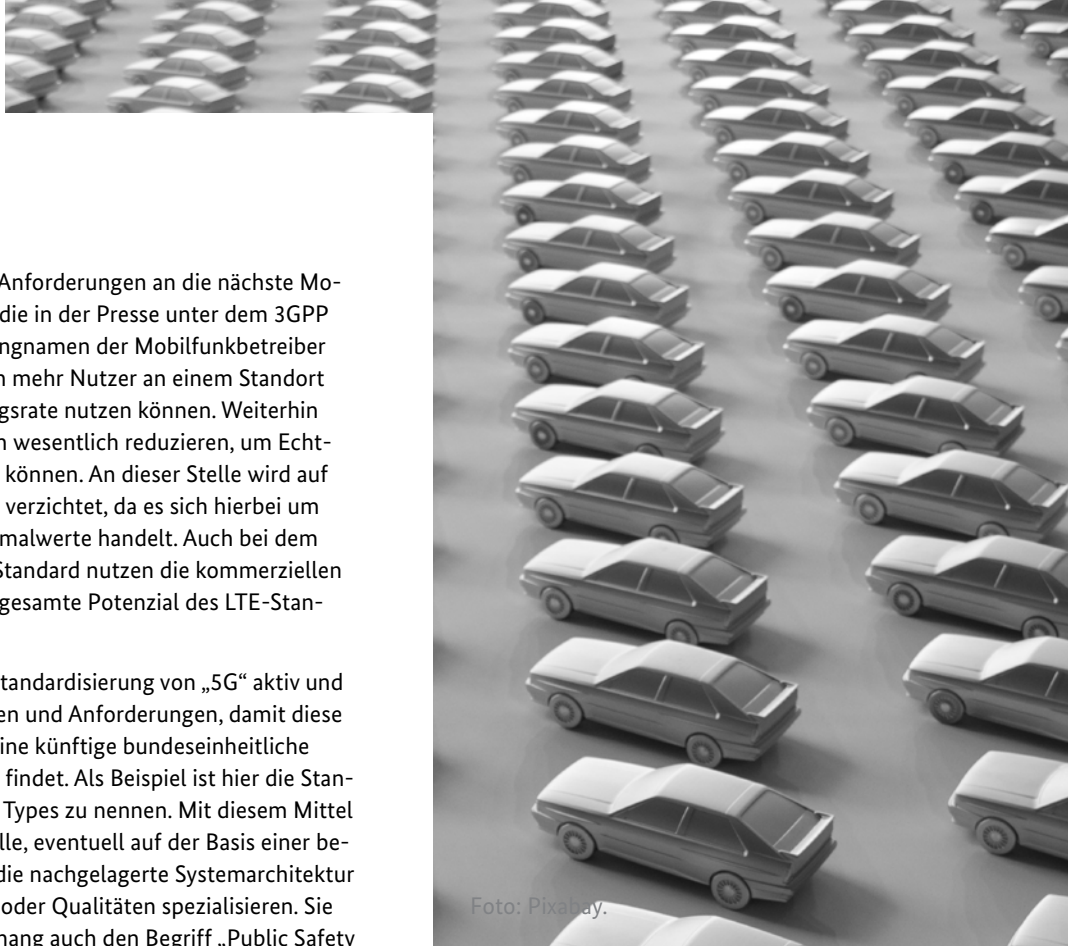 Anforderungen an die nächste Mo-
die in der Presse unter dem 3GPP
ngnamen der Mobilfunkbetreiber
mehr Nutzer an einem Standort
gsrate nutzen können. Weiterhin
wesentlich reduzieren, um Echt-
können. An dieser Stelle wird auf
verzichtet, da es sich hierbei um
malwerte handelt. Auch bei dem
Standard nutzen die kommerziellen
gesamte Potenzial des LTE-Stan-
tandardisierung von „5G“ aktiv und
en und Anforderungen, damit diese
ine künftige bundeseinheitliche
findet. Als Beispiel ist hier die Stan-
Types zu nennen. Mit diesem Mittel
lle, eventuell auf der Basis einer be-
die nachgelagerte Systemarchitektur
oder Qualitäten spezialisieren. Sie
hang auch den Begriff „Public Safety
Foto: Pixabay.